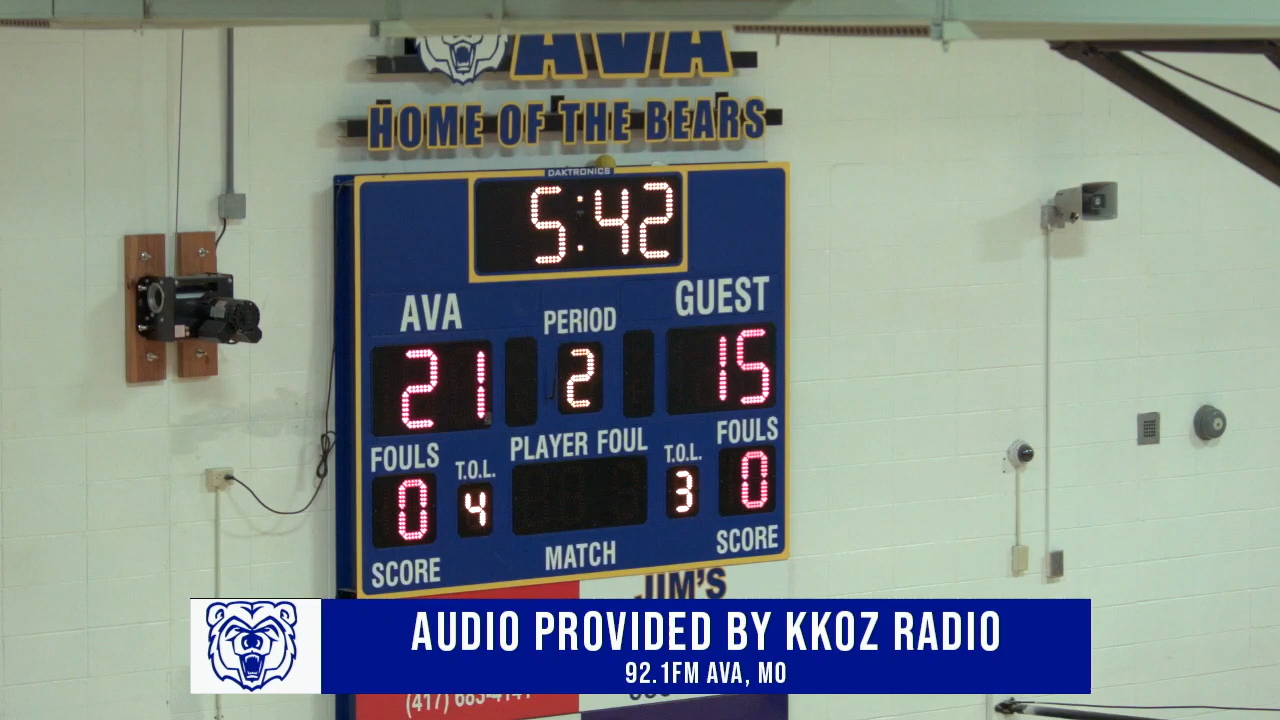 AVA
HOME OF THE BEARS
DAKTRONICS
5:42
AVA
PERIOD
GUEST
21
2
15
FOULS
T.O.L.
PLAYER FOUL
T.O.L.
FOULS
0
4
3
0
SCORE
MATCH
SCORE
JIM'S
AUDIO PROVIDED BY KKOZ RADIO
92.1FM AVA, MO